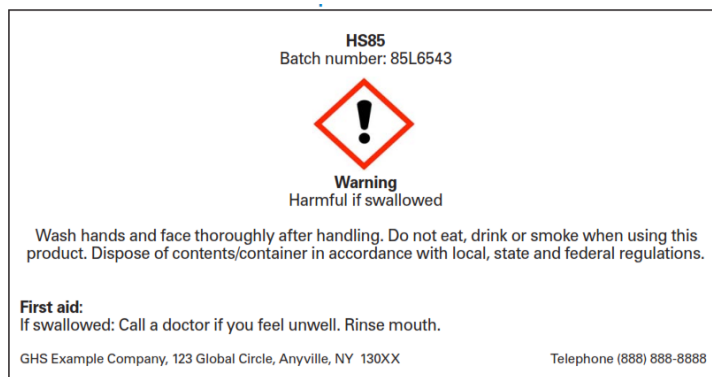 HS85
Batch number: 85L6543
Warning
Harmful if swallowed
Wash hands and face thoroughly after handling. Do not eat, drink or smoke when using this
product. Dispose of contents/container in accordance with local, state and federal regulations.
First aid:
If swallowed: Call a doctor if you feel unwell. Rinse mouth.
GHS Example Company, 123 Global Circle, Anyville, NY 130XX Telephone (888) 888-8888